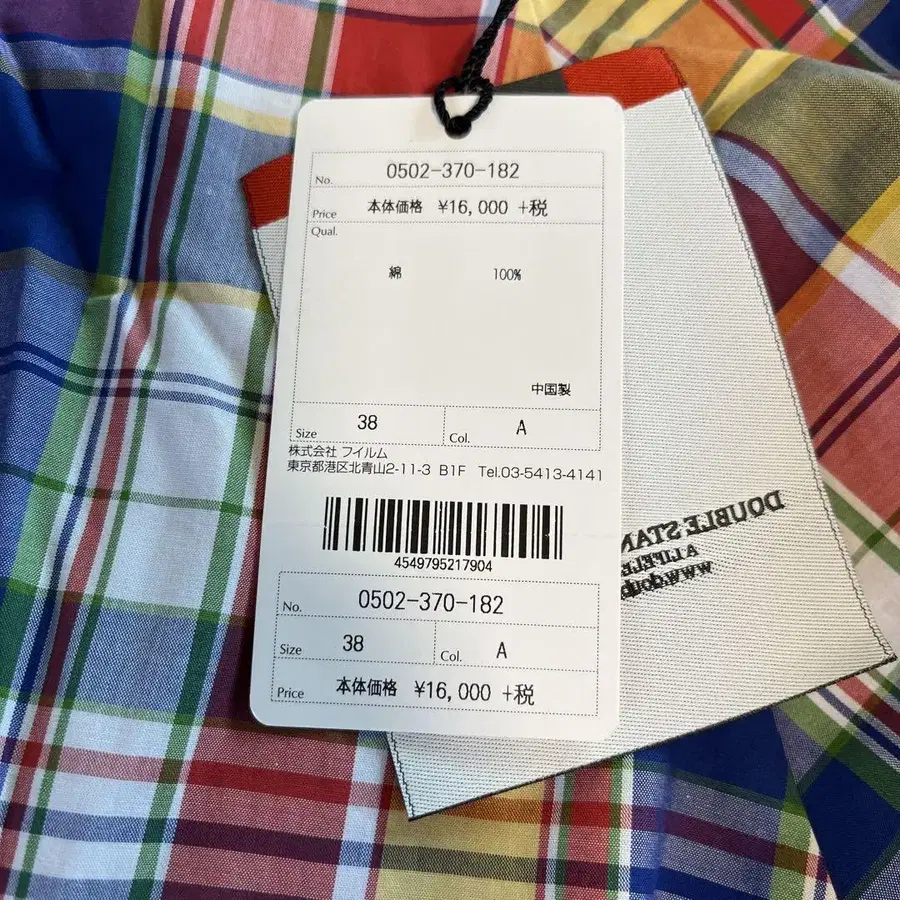 No. 0502-370-182
Price 本体価格 ¥16,000 +税
Qual.
綿 100%
中国製
Size 38 Col. A
株式会社 フイルム
東京都港区北青山2-11-3 B1F Tel.03-5413-4141
4549795217904
No. 0502-370-182
Size 38 Col. A
Price 本体価格 ¥16,000 +税
DOUBLE STAN
A LIFELE
www.doub